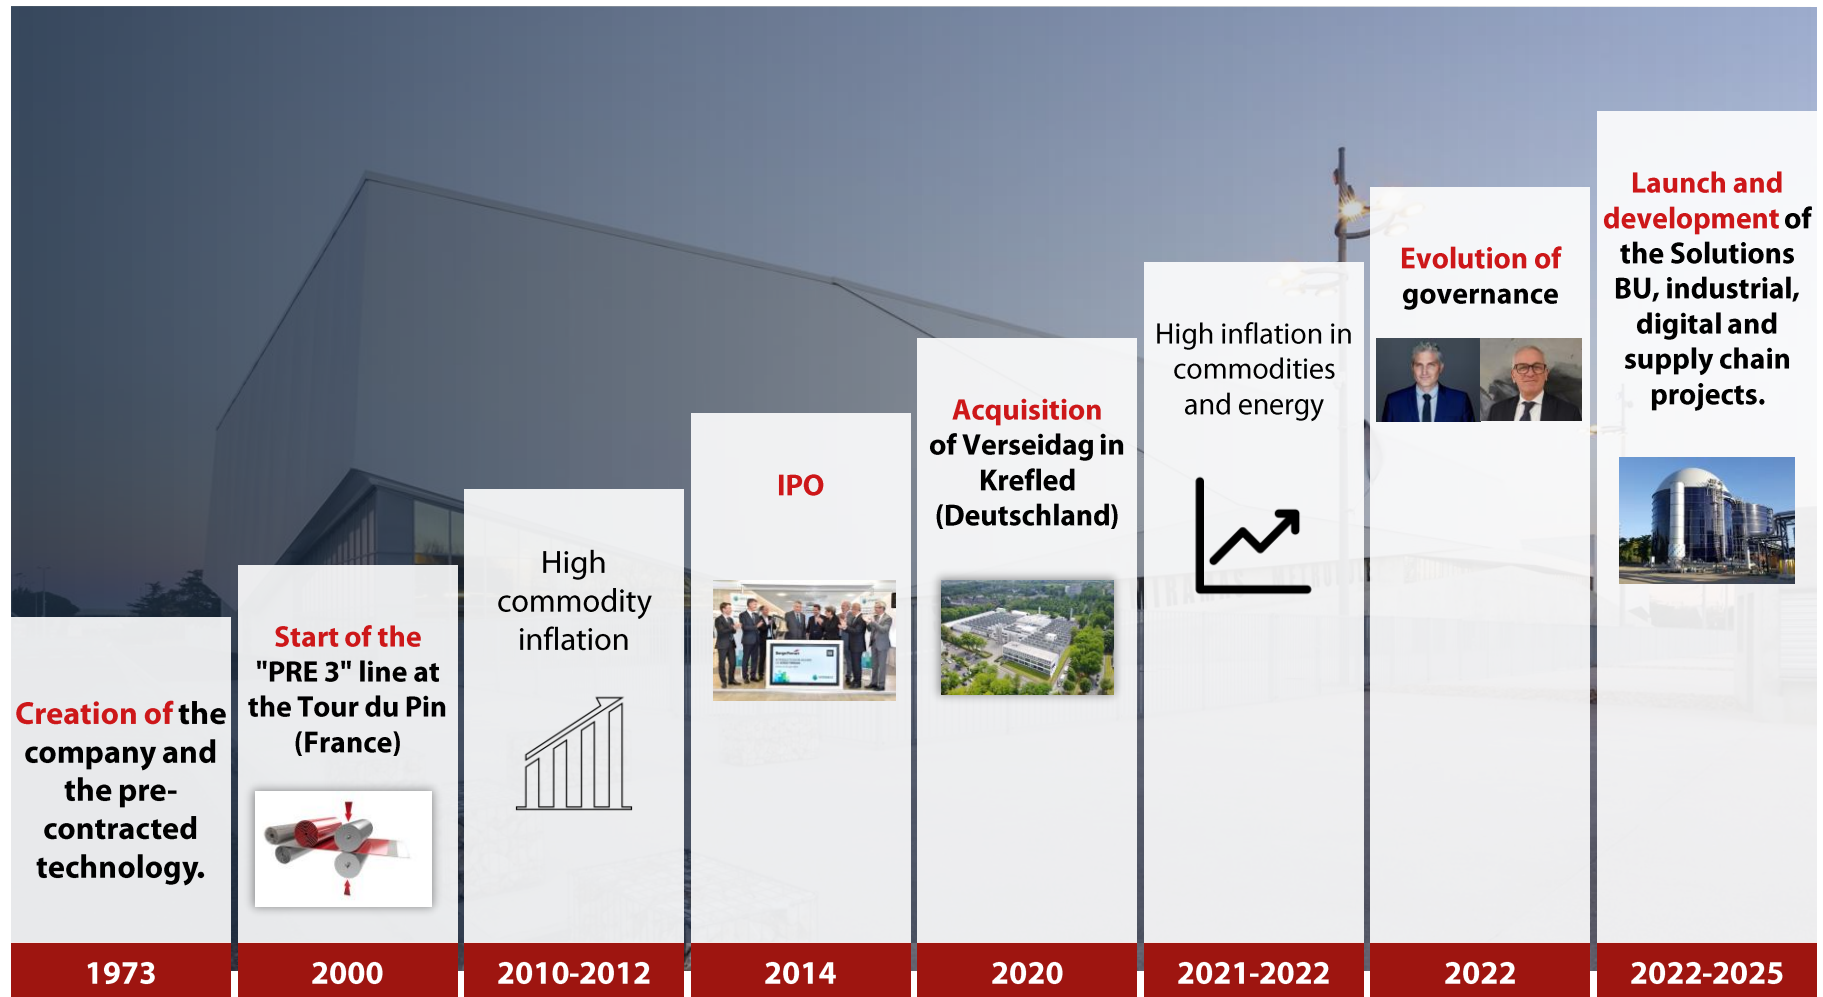 Creation of the
company and
the pre-
contracted
technology.
1973
Start of the
"PRE 3" line at
the Tour du Pin
(France)
2000
High
commodity
inflation
2010-2012
IPO
2014
Acquisition
of Verseidag in
Krefled
(Deutschland)
2020
High inflation in
commodities
and energy
2021-2022
Evolution of
governance
2022
Launch and
development of
the Solutions
BU, industrial,
digital and
supply chain
projects.
2022-2025